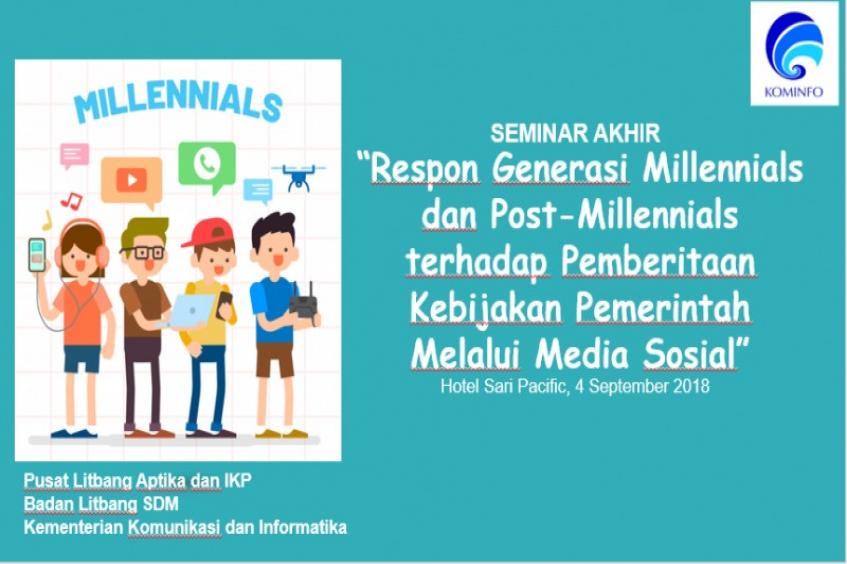 KOMINFO
MILLENNIALS
SEMINAR AKHIR
“Respon Generasi Millennials
dan Post-Millennials
terhadap Pemberitaan
Kebijakan Pemerintah
Melalui Media Sosial”
Hotel Sari Pacific, 4 September 2018
Pusat Litbang Aptika dan IKP
Badan Litbang SDM
Kementerian Komunikasi dan Informatika